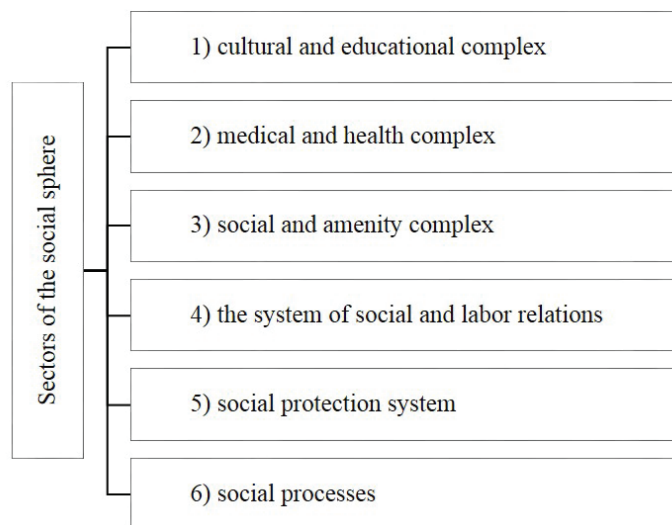 Sectors of the social sphere
1) cultural and educational complex
2) medical and health complex
3) social and amenity complex
4) the system of social and labor relations
5) social protection system
6) social processes